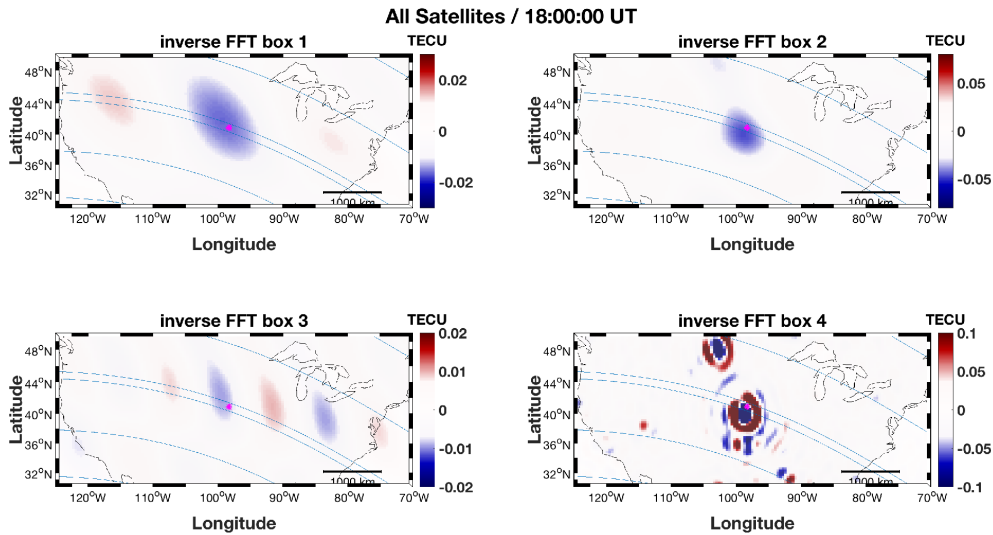 All Satellites / 18:00:00 UT
inverse FFT box 1
TECU
48°N
44°N
40°N
36°N
32°N
Latitude
120°W 110°W 100°W 90°W 80°W 70°W
Longitude
1000 km
0.02
0
-0.02
inverse FFT box 2
TECU
48°N
44°N
40°N
36°N
32°N
Latitude
120°W 110°W 100°W 90°W 80°W 70°W
Longitude
1000 km
0.05
0
-0.05
inverse FFT box 3
TECU
48°N
44°N
40°N
36°N
32°N
Latitude
120°W 110°W 100°W 90°W 80°W 70°W
Longitude
1000 km
0.02
0.01
0
-0.01
-0.02
inverse FFT box 4
TECU
48°N
44°N
40°N
36°N
32°N
Latitude
120°W 110°W 100°W 90°W 80°W 70°W
Longitude
1000 km
0.1
0.05
0
-0.05
-0.1